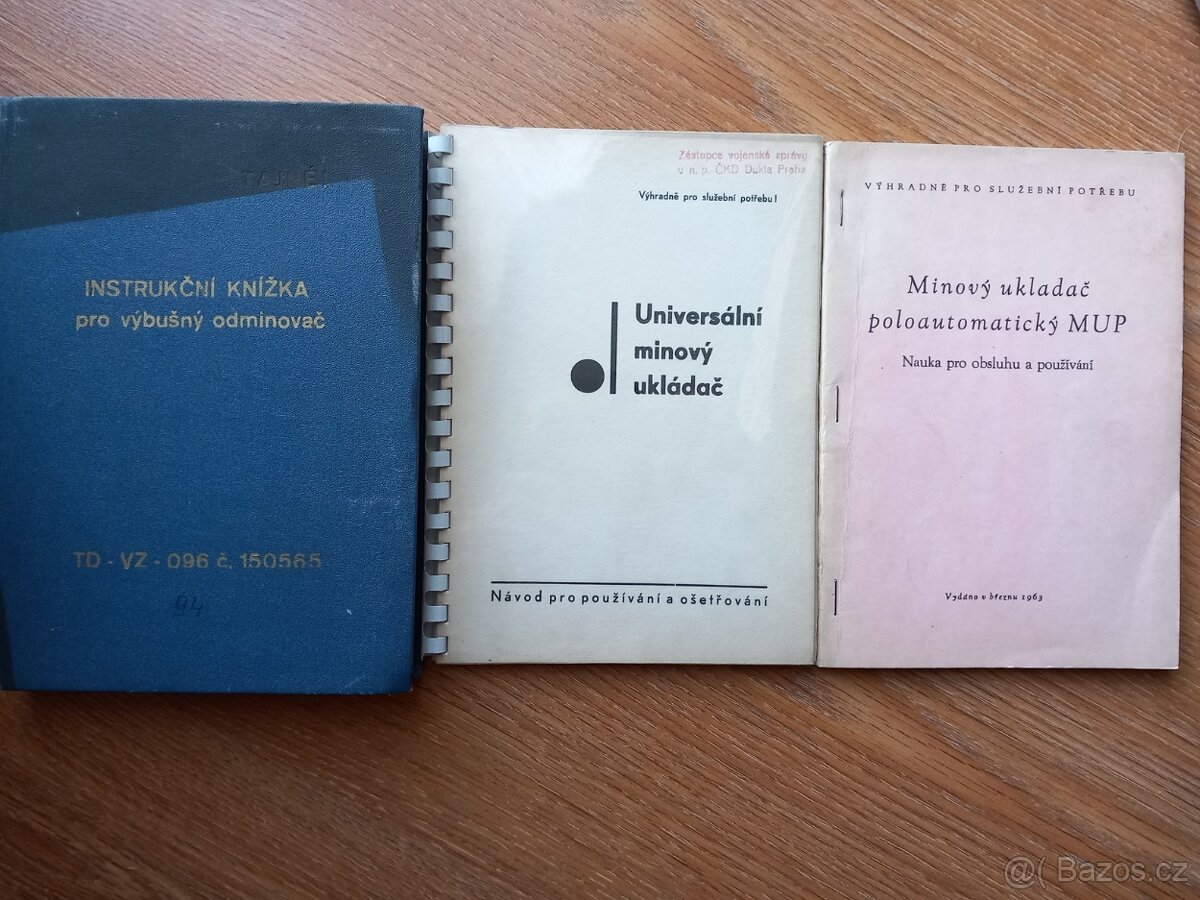 TAJNÉ!
INSTRUKČNÍ KNÍŽKA
pro výbušný odminovač
TD - VZ - 096 č. 150565
94
Zástupce vojenské správy
u n. p. ČKD Dukla Praha
Výhradně pro služební potřebu!
Universální
minový
ukládač
Návod pro používání a ošetřování
VÝHRADNĚ PRO SLUŽEBNÍ POTŘEBU
Minový ukladač
poloautomatický MUP
Nauka pro obsluhu a používání
Vydáno v březnu 1963
@( Bazos.cz